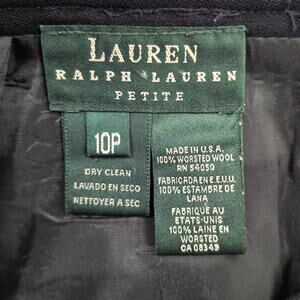 LAUREN
RALPH LAUREN
PETITE
10P
DRY CLEAN
LAVADO EN SECO
NETTOYER A SEC
MADE IN U.S.A.
100% WORSTED WOOL
RN 54050
FABRICADA EN E.E.U.U.
100% ESTAMBRE DE
LANA
FABRIQUE AU
ETATS-UNIS
100% LAINE EN
WORSTED
CA 08349